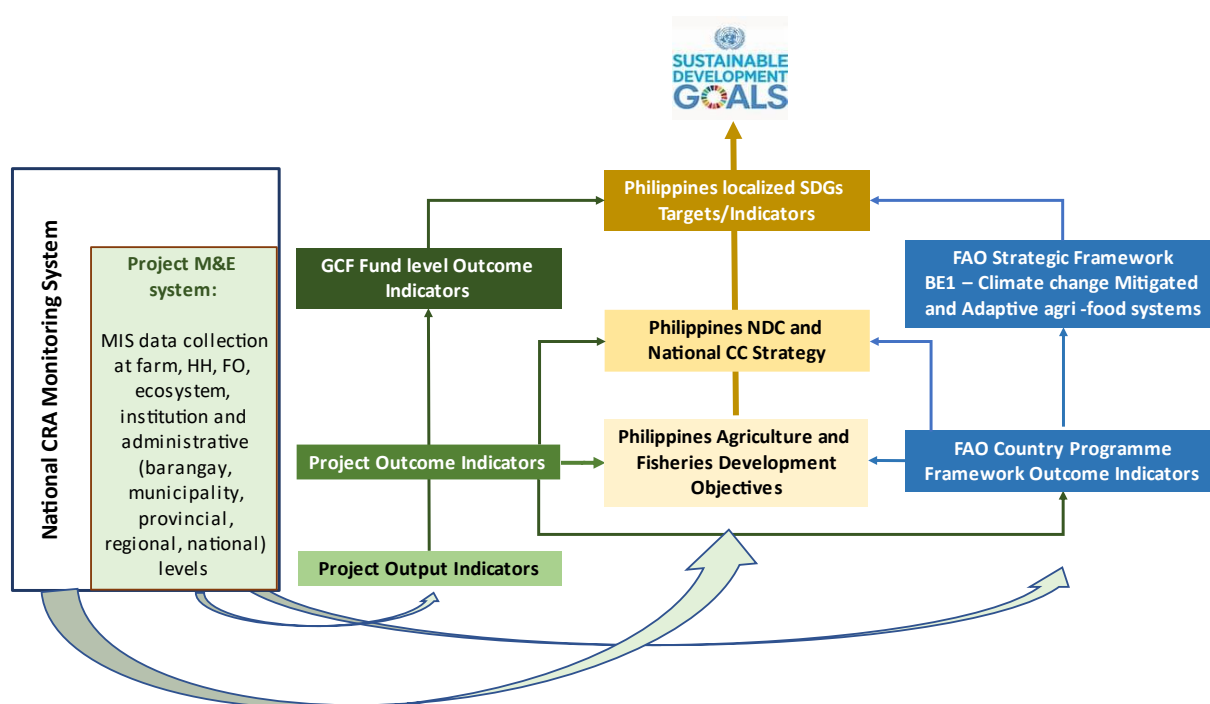 SUSTAINABLE
DEVELOPMENT
GOALS
National CRA Monitoring System
Project M&E
system:
MIS data collection
at farm, HH, FO,
ecosystem,
institution and
administrative
(barangay,
municipality,
provincial,
regional, national)
levels
Philippines localized SDGs
Targets/Indicators
GCF Fund level Outcome
Indicators
FAO Strategic Framework
BE1 – Climate change Mitigated
and Adaptive agri -food systems
Philippines NDC and
National CC Strategy
Project Outcome Indicators
Philippines Agriculture and
Fisheries Development
Objectives
FAO Country Programme
Framework Outcome Indicators
Project Output Indicators